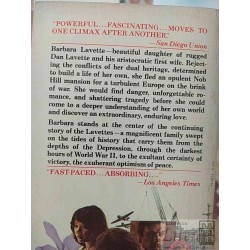 "POWERFUL...FASCINATING...MOVES TO
ONE CLIMAX AFTER ANOTHER."
—San Diego Union
Barbara Lavette—beautiful daughter of rugged
Dan Lavette and his aristocratic first wife. Reject-
ing the conflicts of her dual heritage, determined
to build a life of her own, she fled an opulent Nob
Hill mansion for a turbulent Europe on the brink
of war. She would find danger, unforgettable ro-
mance, and shattering tragedy before she could
come to a deeper understanding of her own world
and discover an extraordinary, enduring love.
Barbara stands at the center of the continuing
story of the Lavettes—a magnificent family swept
on the tides of history that carry them from the
depths of the Depression, through the darkest
hours of World War II, to the exultant certainty of
victory, the exuberant optimism of peace.
"FAST-PACED...ABSORBING...."
—Los Angeles Times